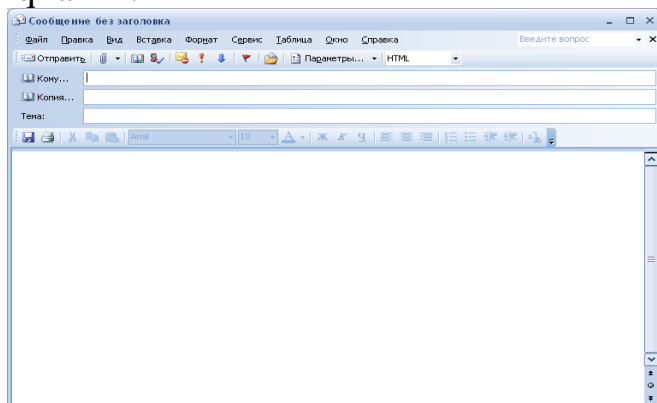 Сообщение без заголовка
Файл Правка Вид Вставка Формат Сервис Таблица Окно Справка Введите вопрос
Отправить Параметры... HTML
Кому...
Копия...
Тема:
Arial 10 А Ж К Ч